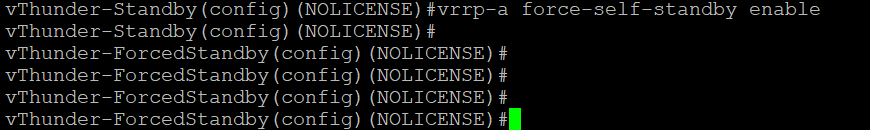 vThunder-Standby(config)(NOLICENSE)#vrrp-a force-self-standby enable
vThunder-Standby(config)(NOLICENSE)#
vThunder-ForcedStandby(config)(NOLICENSE)#
vThunder-ForcedStandby(config)(NOLICENSE)#
vThunder-ForcedStandby(config)(NOLICENSE)#
vThunder-ForcedStandby(config)(NOLICENSE)#